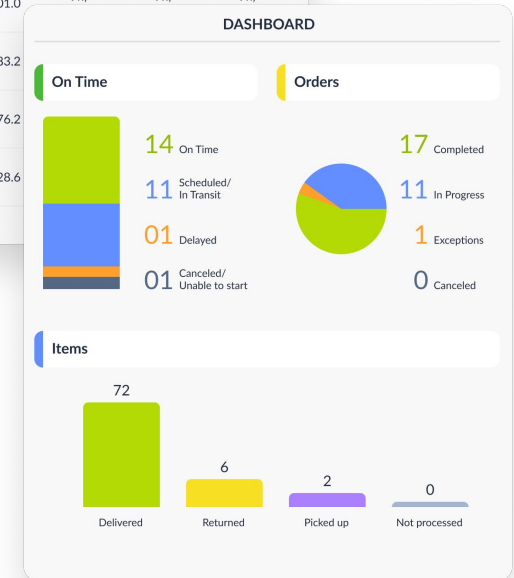 01.0
DASHBOARD
83.2
76.2
28.6
On Time
14 On Time
11 Scheduled/
In Transit
01 Delayed
01 Canceled/
Unable to start
Orders
17 Completed
11 In Progress
1 Exceptions
0 Canceled
Items
72
6
2
0
Delivered
Returned
Picked up
Not processed